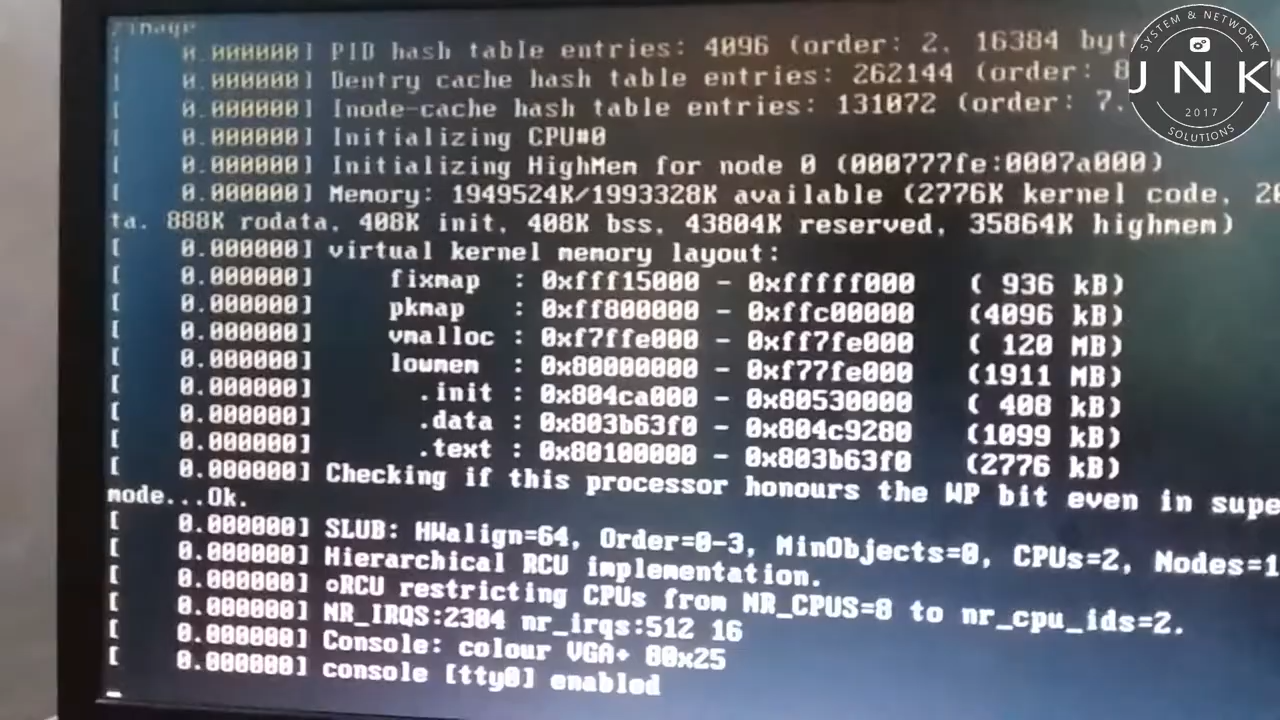 zImage
[    0.000000] PID hash table entries: 4096 (order: 2, 16384
[    0.000000] Dentry cache hash table entries: 262144 (order: 8
[    0.000000] Inode-cache hash table entries: 131072 (order: 7,
[    0.000000] Initializing CPU#0
[    0.000000] Initializing HighMem for node 0 (000777fe:0007a000)
[    0.000000] Memory: 1949524K/1993328K available (2776K kernel code,
ta, 888K rodata, 408K init, 408K bss, 43804K reserved, 35864K highmem)
[    0.000000] virtual kernel memory layout:
[    0.000000]     fixmap : 0xfff15000 - 0xfffff000 ( 936 kB)
[    0.000000]     pkmap : 0xff800000 - 0xffc00000 (4096 kB)
[    0.000000]     vmalloc : 0xf7ffe000 - 0xff7fe000 ( 120 MB)
[    0.000000]     lowmem : 0x80000000 - 0xf77fe000 (1911 MB)
[    0.000000]     .init : 0x804ca000 - 0x80530000 ( 408 kB)
[    0.000000]     .data : 0x803b63f0 - 0x804c9280 (1099 kB)
[    0.000000]     .text : 0x80100000 - 0x803b63f0 (2776 kB)
[    0.000000] Checking if this processor honours the WP bit even in supe
mode...Ok.
[    0.000000] SLUB: HWalign=64, Order=0-3, MinObjects=0, CPUs=2, Nodes=1
[    0.000000] Hierarchical RCU implementation.
[    0.000000] oRCU restricting CPUs from NR_CPUS=8 to nr_cpu_ids=2.
[    0.000000] NR_IRQS:2304 nr_irqs:512 16
[    0.000000] Console: colour VGA+ 80x25
[    0.000000] console [tty0] enabled
SYSTEM & NETWORK
JNK
2017
SOLUTIONS